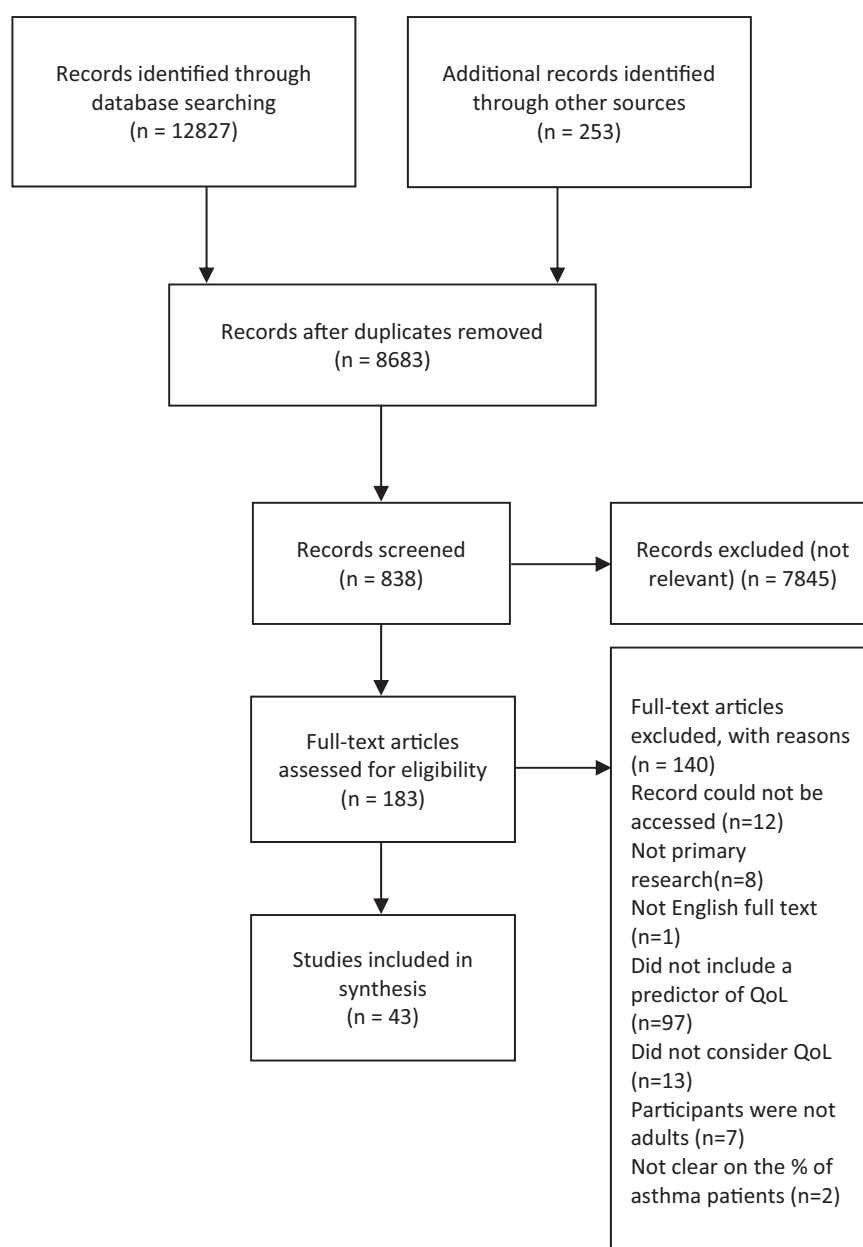 Records identified through
database searching
(n = 12827)
Additional records identified
through other sources
(n = 253)
Records after duplicates removed
(n = 8683)
Records screened
(n = 838)
Records excluded (not
relevant) (n = 7845)
Full-text articles
assessed for eligibility
(n = 183)
Full-text articles
excluded, with reasons
(n = 140)
Record could not be
accessed (n=12)
Not primary
research(n=8)
Not English full text
(n=1)
Did not include a
predictor of QoL
(n=97)
Did not consider QoL
(n=13)
Participants were not
adults (n=7)
Not clear on the % of
asthma patients (n=2)
Studies included in
synthesis
(n = 43)